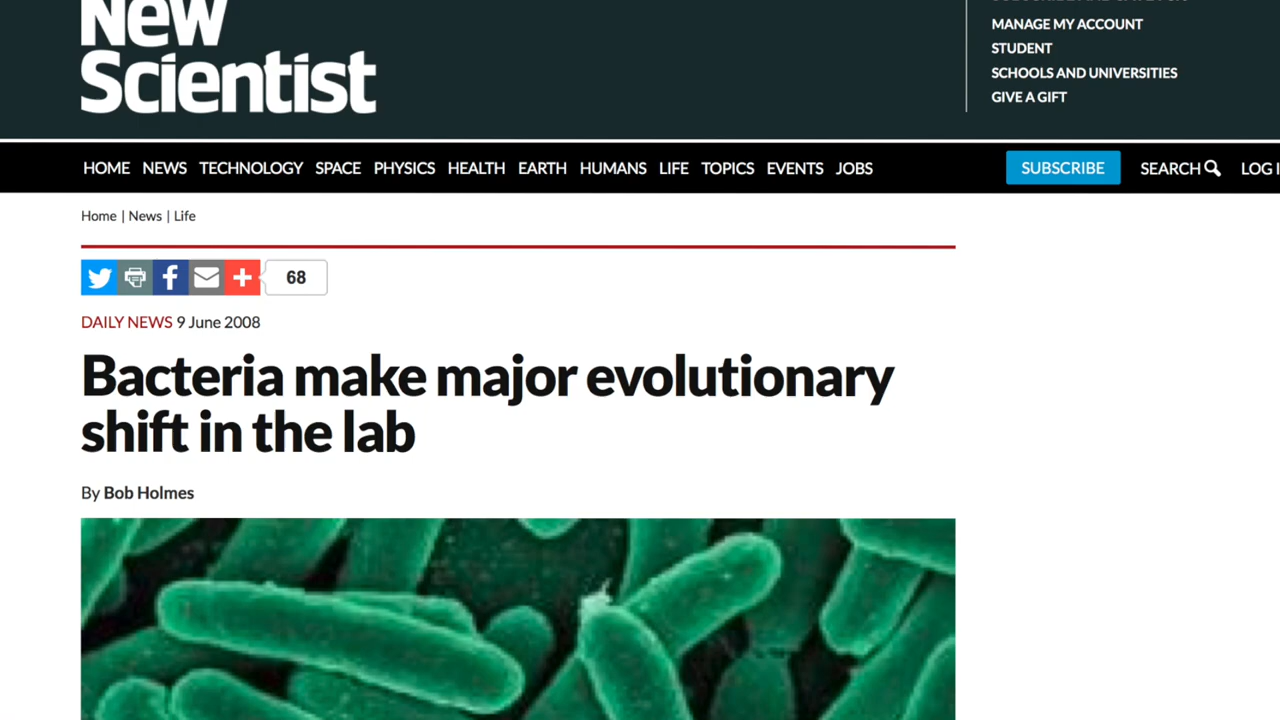 New
Scientist
MANAGE MY ACCOUNT
STUDENT
SCHOOLS AND UNIVERSITIES
GIVE A GIFT
HOME NEWS TECHNOLOGY SPACE PHYSICS HEALTH EARTH HUMANS LIFE TOPICS EVENTS JOBS
SUBSCRIBE SEARCH LOG I
Home | News | Life
68
DAILY NEWS 9 June 2008
Bacteria make major evolutionary
shift in the lab
By Bob Holmes